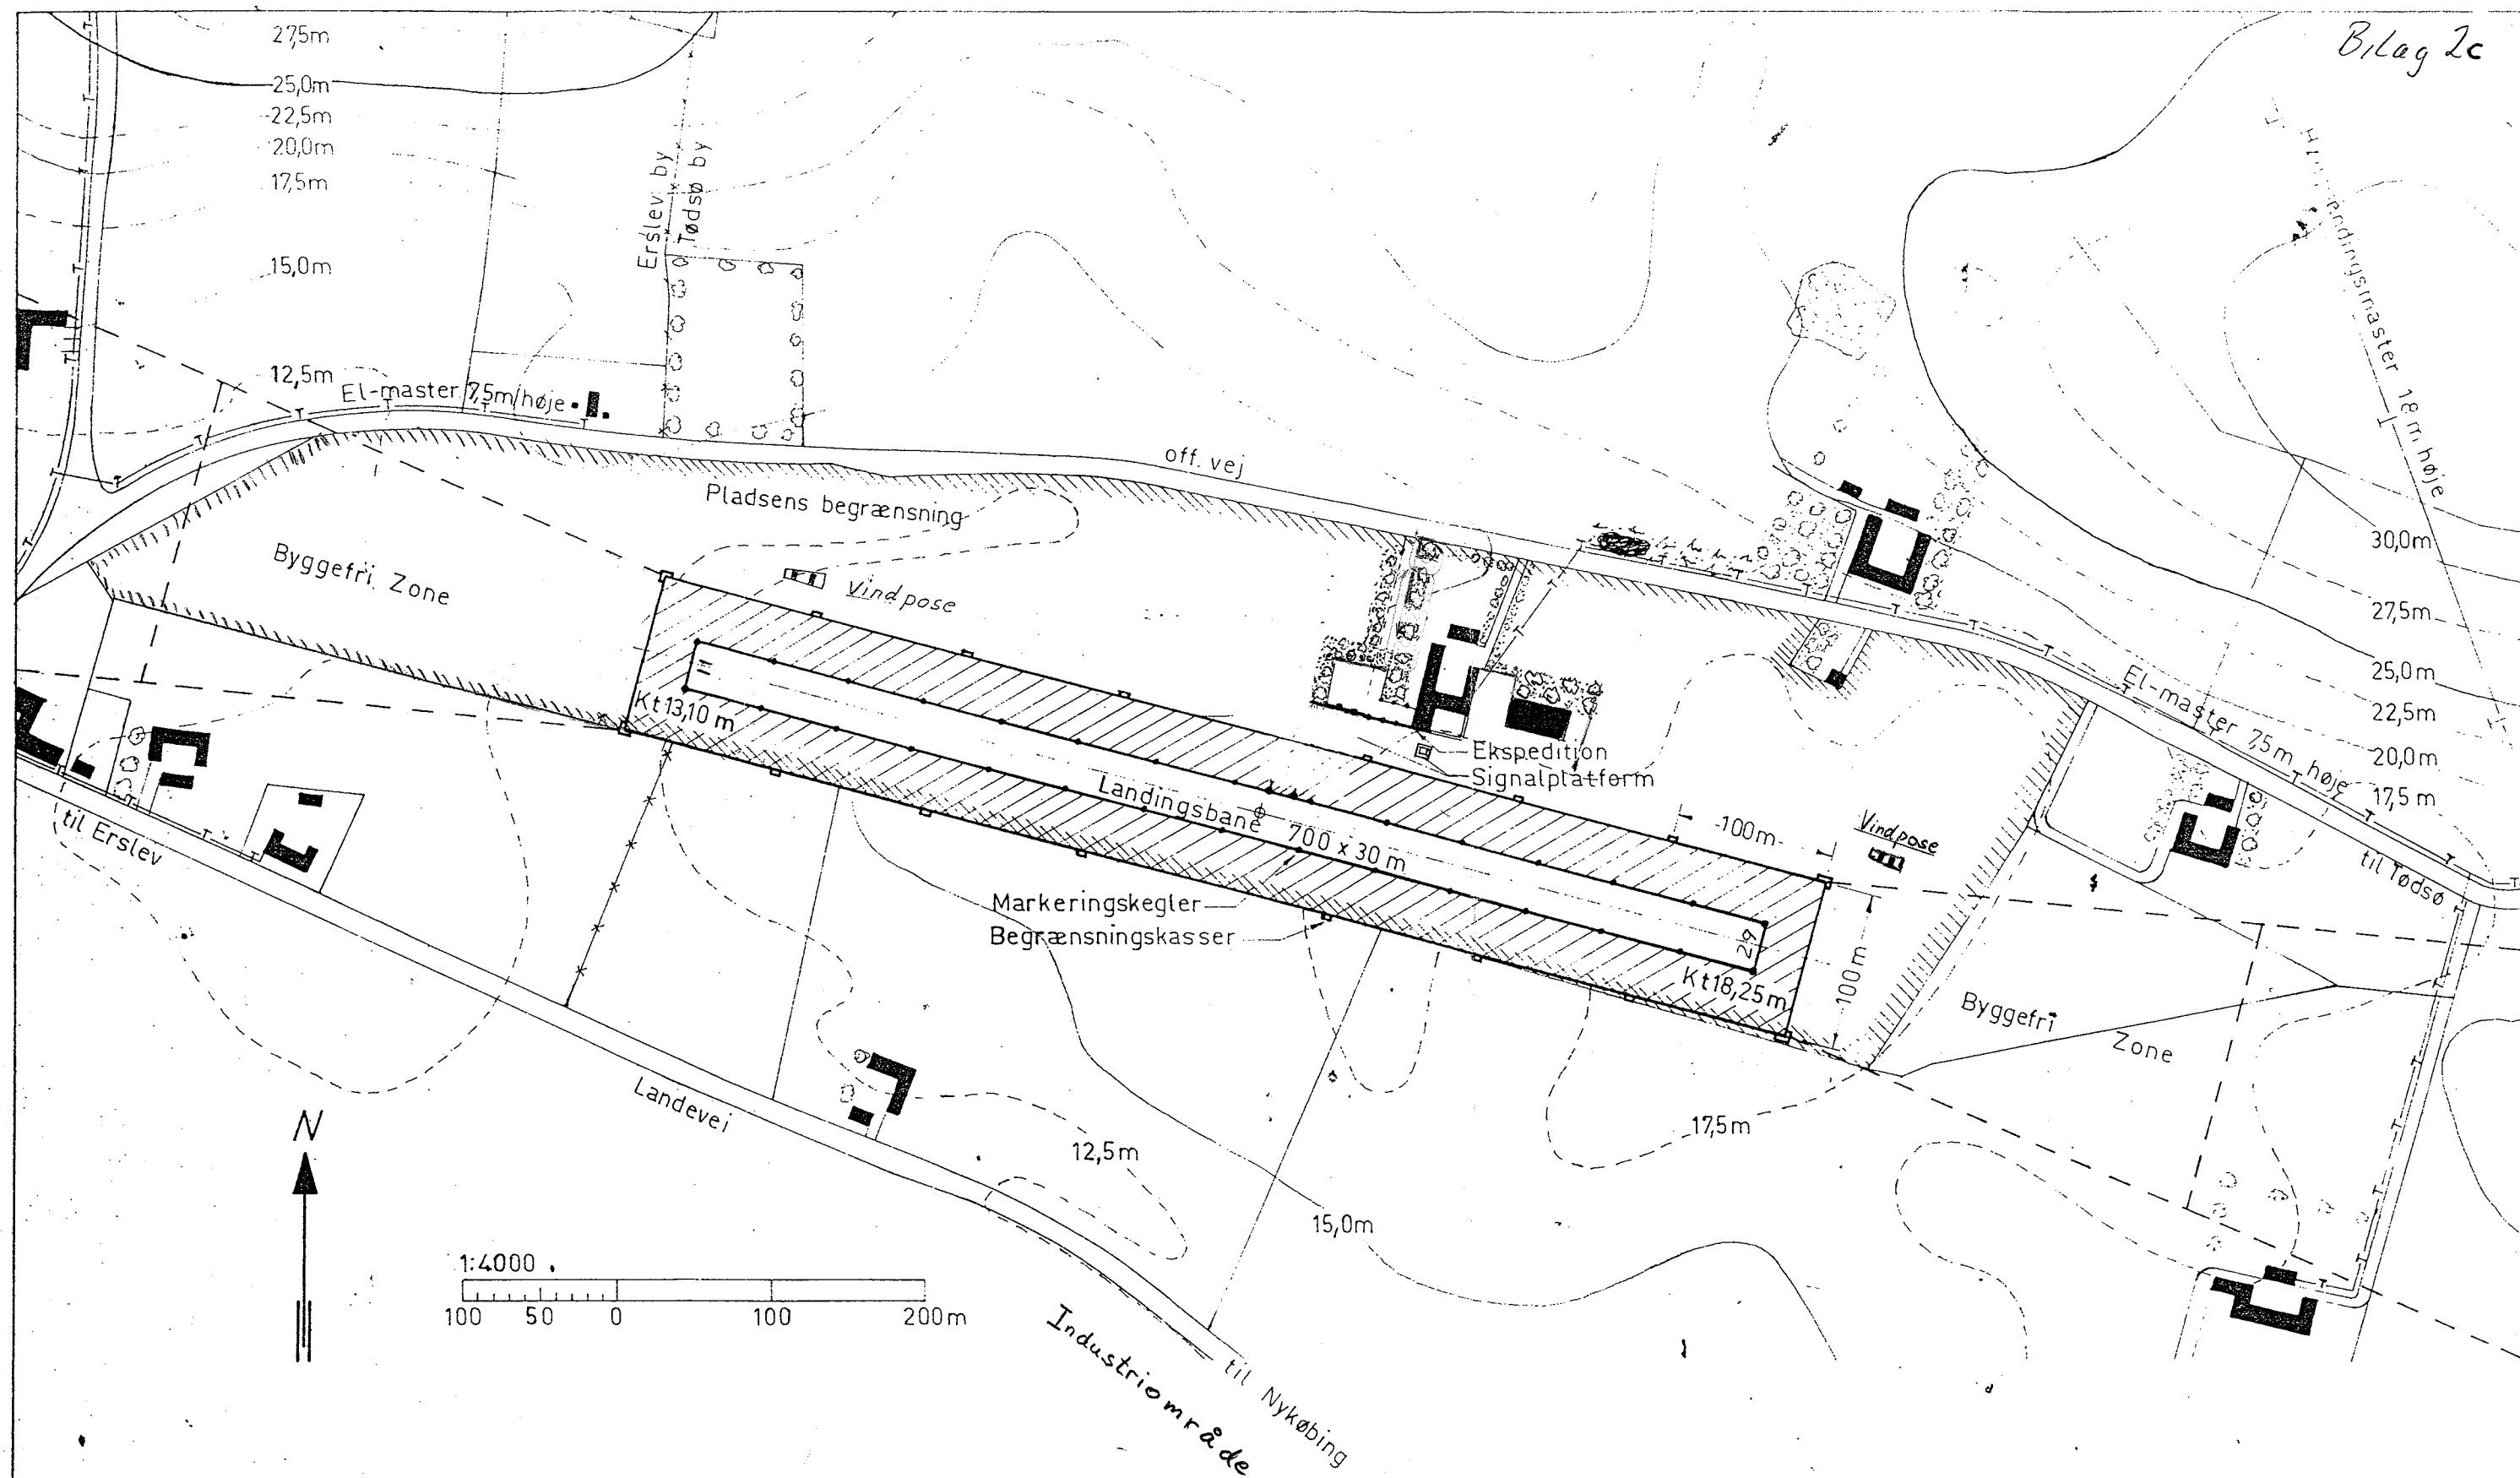 Bilag 2c
27,5m
25,0m
22,5m
20,0m
17,5m
15,0m
12,5m
Erslev by
Tødsø by
El-master 7,5m høje
off. vej
Pladsens begrænsning
Byggefri Zone
Vindpose
Kt 13,10 m
11
Landingsbane 700 x 30 m
Ekspedition
Signalplatform
100m
Vindpose
Markeringskegler
Begrænsningskasser
29
Kt 18,25m
100m
Byggefri
Zone
El-master 7,5m høje
til Tødsø
18 m høje
30,0m
27,5m
25,0m
22,5m
20,0m
17,5m
til Erslev
Landevej
12,5m
15,0m
17,5m
N
1:4000
100 50 0 100 200m
Industriområde
til Nykøbing